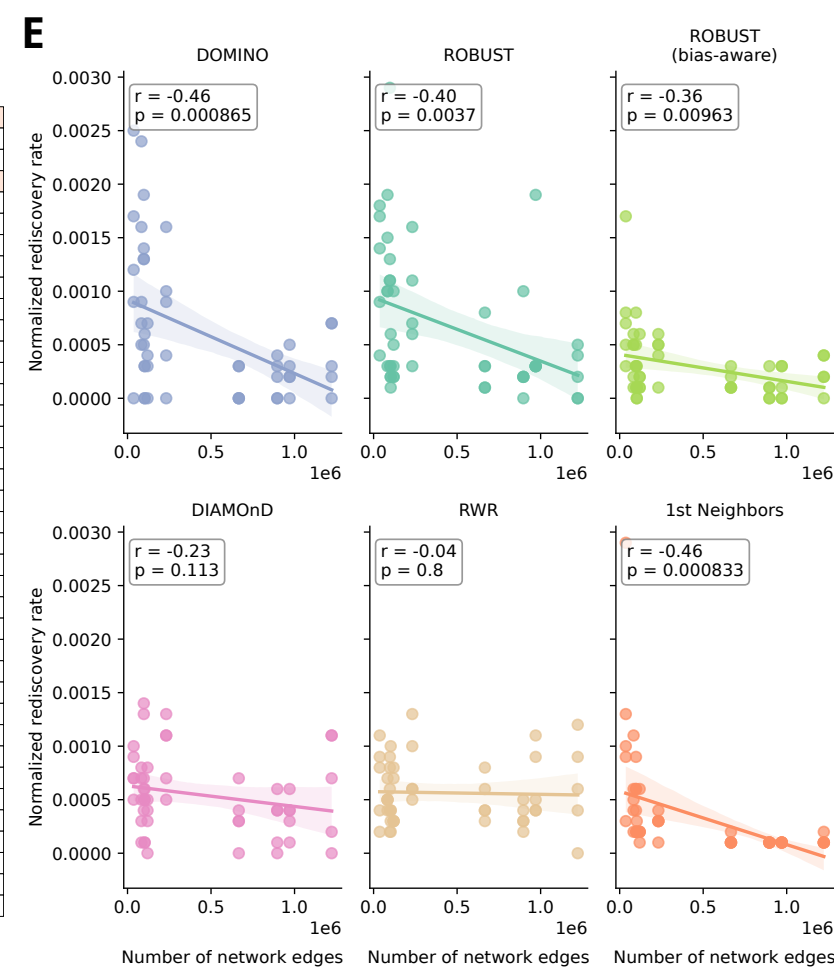 E
DOMINO
ROBUST
ROBUST
(bias-aware)
Normalized rediscovery rate
0.0030
0.0025
0.0020
0.0015
0.0010
0.0005
0.0000
r = -0.46
p = 0.000865
r = -0.40
p = 0.0037
r = -0.36
p = 0.00963
0.0 0.5 1.0
1e6
0.0 0.5 1.0
1e6
0.0 0.5 1.0
1e6
DIAMOnD
RWR
1st Neighbors
Normalized rediscovery rate
0.0030
0.0025
0.0020
0.0015
0.0010
0.0005
0.0000
r = -0.23
p = 0.113
r = -0.04
p = 0.8
r = -0.46
p = 0.000833
0.0 0.5 1.0
1e6
0.0 0.5 1.0
1e6
0.0 0.5 1.0
1e6
Number of network edges
Number of network edges
Number of network edges